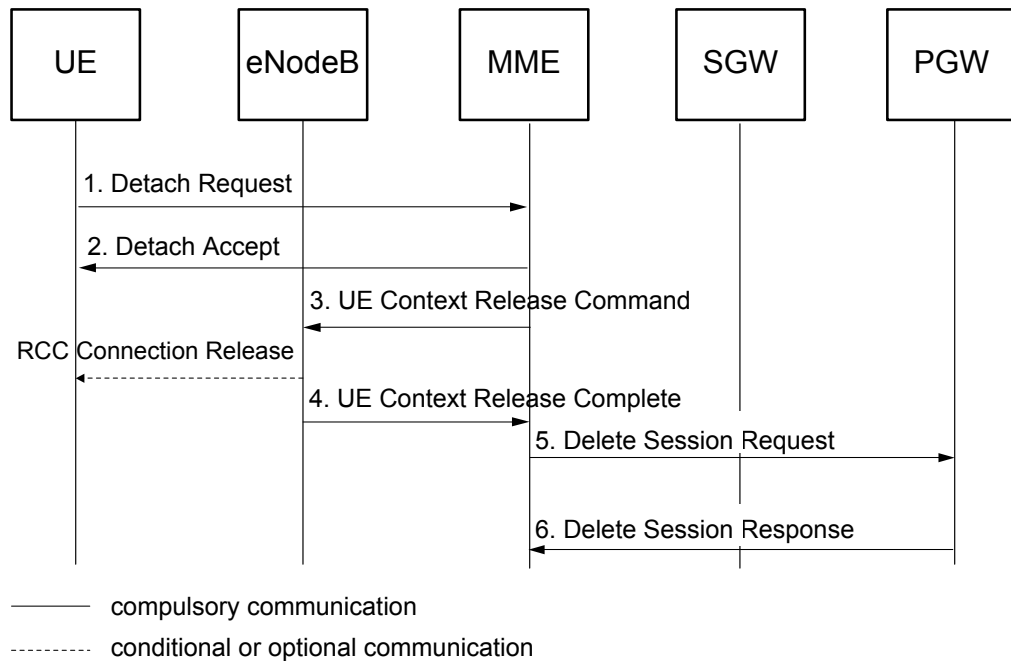 UE
eNodeB
MME
SGW
PGW
1. Detach Request
2. Detach Accept
3. UE Context Release Command
RCC Connection Release
4. UE Context Release Complete
5. Delete Session Request
6. Delete Session Response
compulsory communication
conditional or optional communication